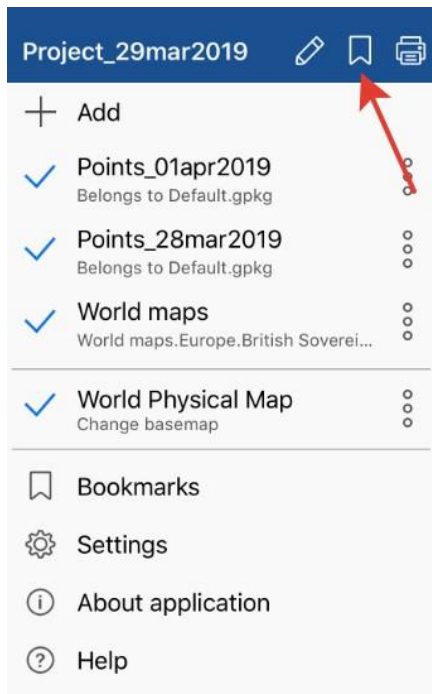 Project_29mar2019
Add
Points_01apr2019
Belongs to Default.gpkg
Points_28mar2019
Belongs to Default.gpkg
World maps
World maps.Europe.British Soverei...
World Physical Map
Change basemap
Bookmarks
Settings
About application
Help